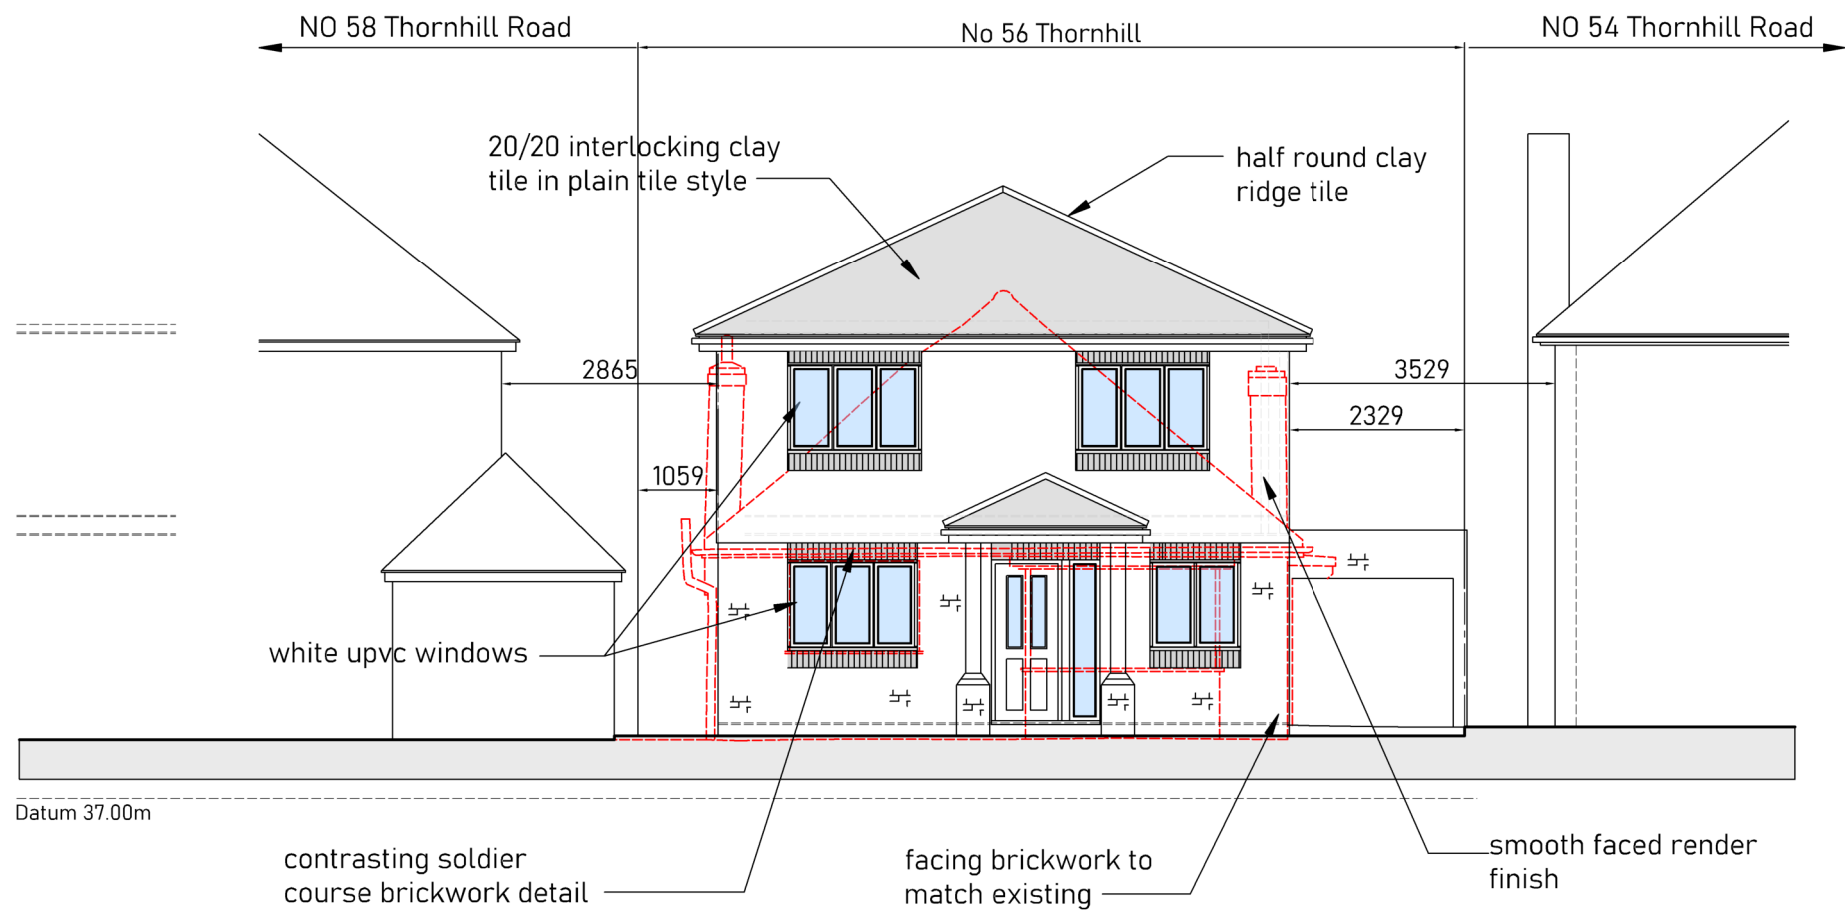 NO 58 Thornhill Road
No 56 Thornhill
NO 54 Thornhill Road
20/20 interlocking clay
tile in plain tile style
half round clay
ridge tile
2865
3529
2329
1059
white upvc windows
Datum 37.00m
contrasting soldier
course brickwork detail
facing brickwork to
match existing
smooth faced render
finish